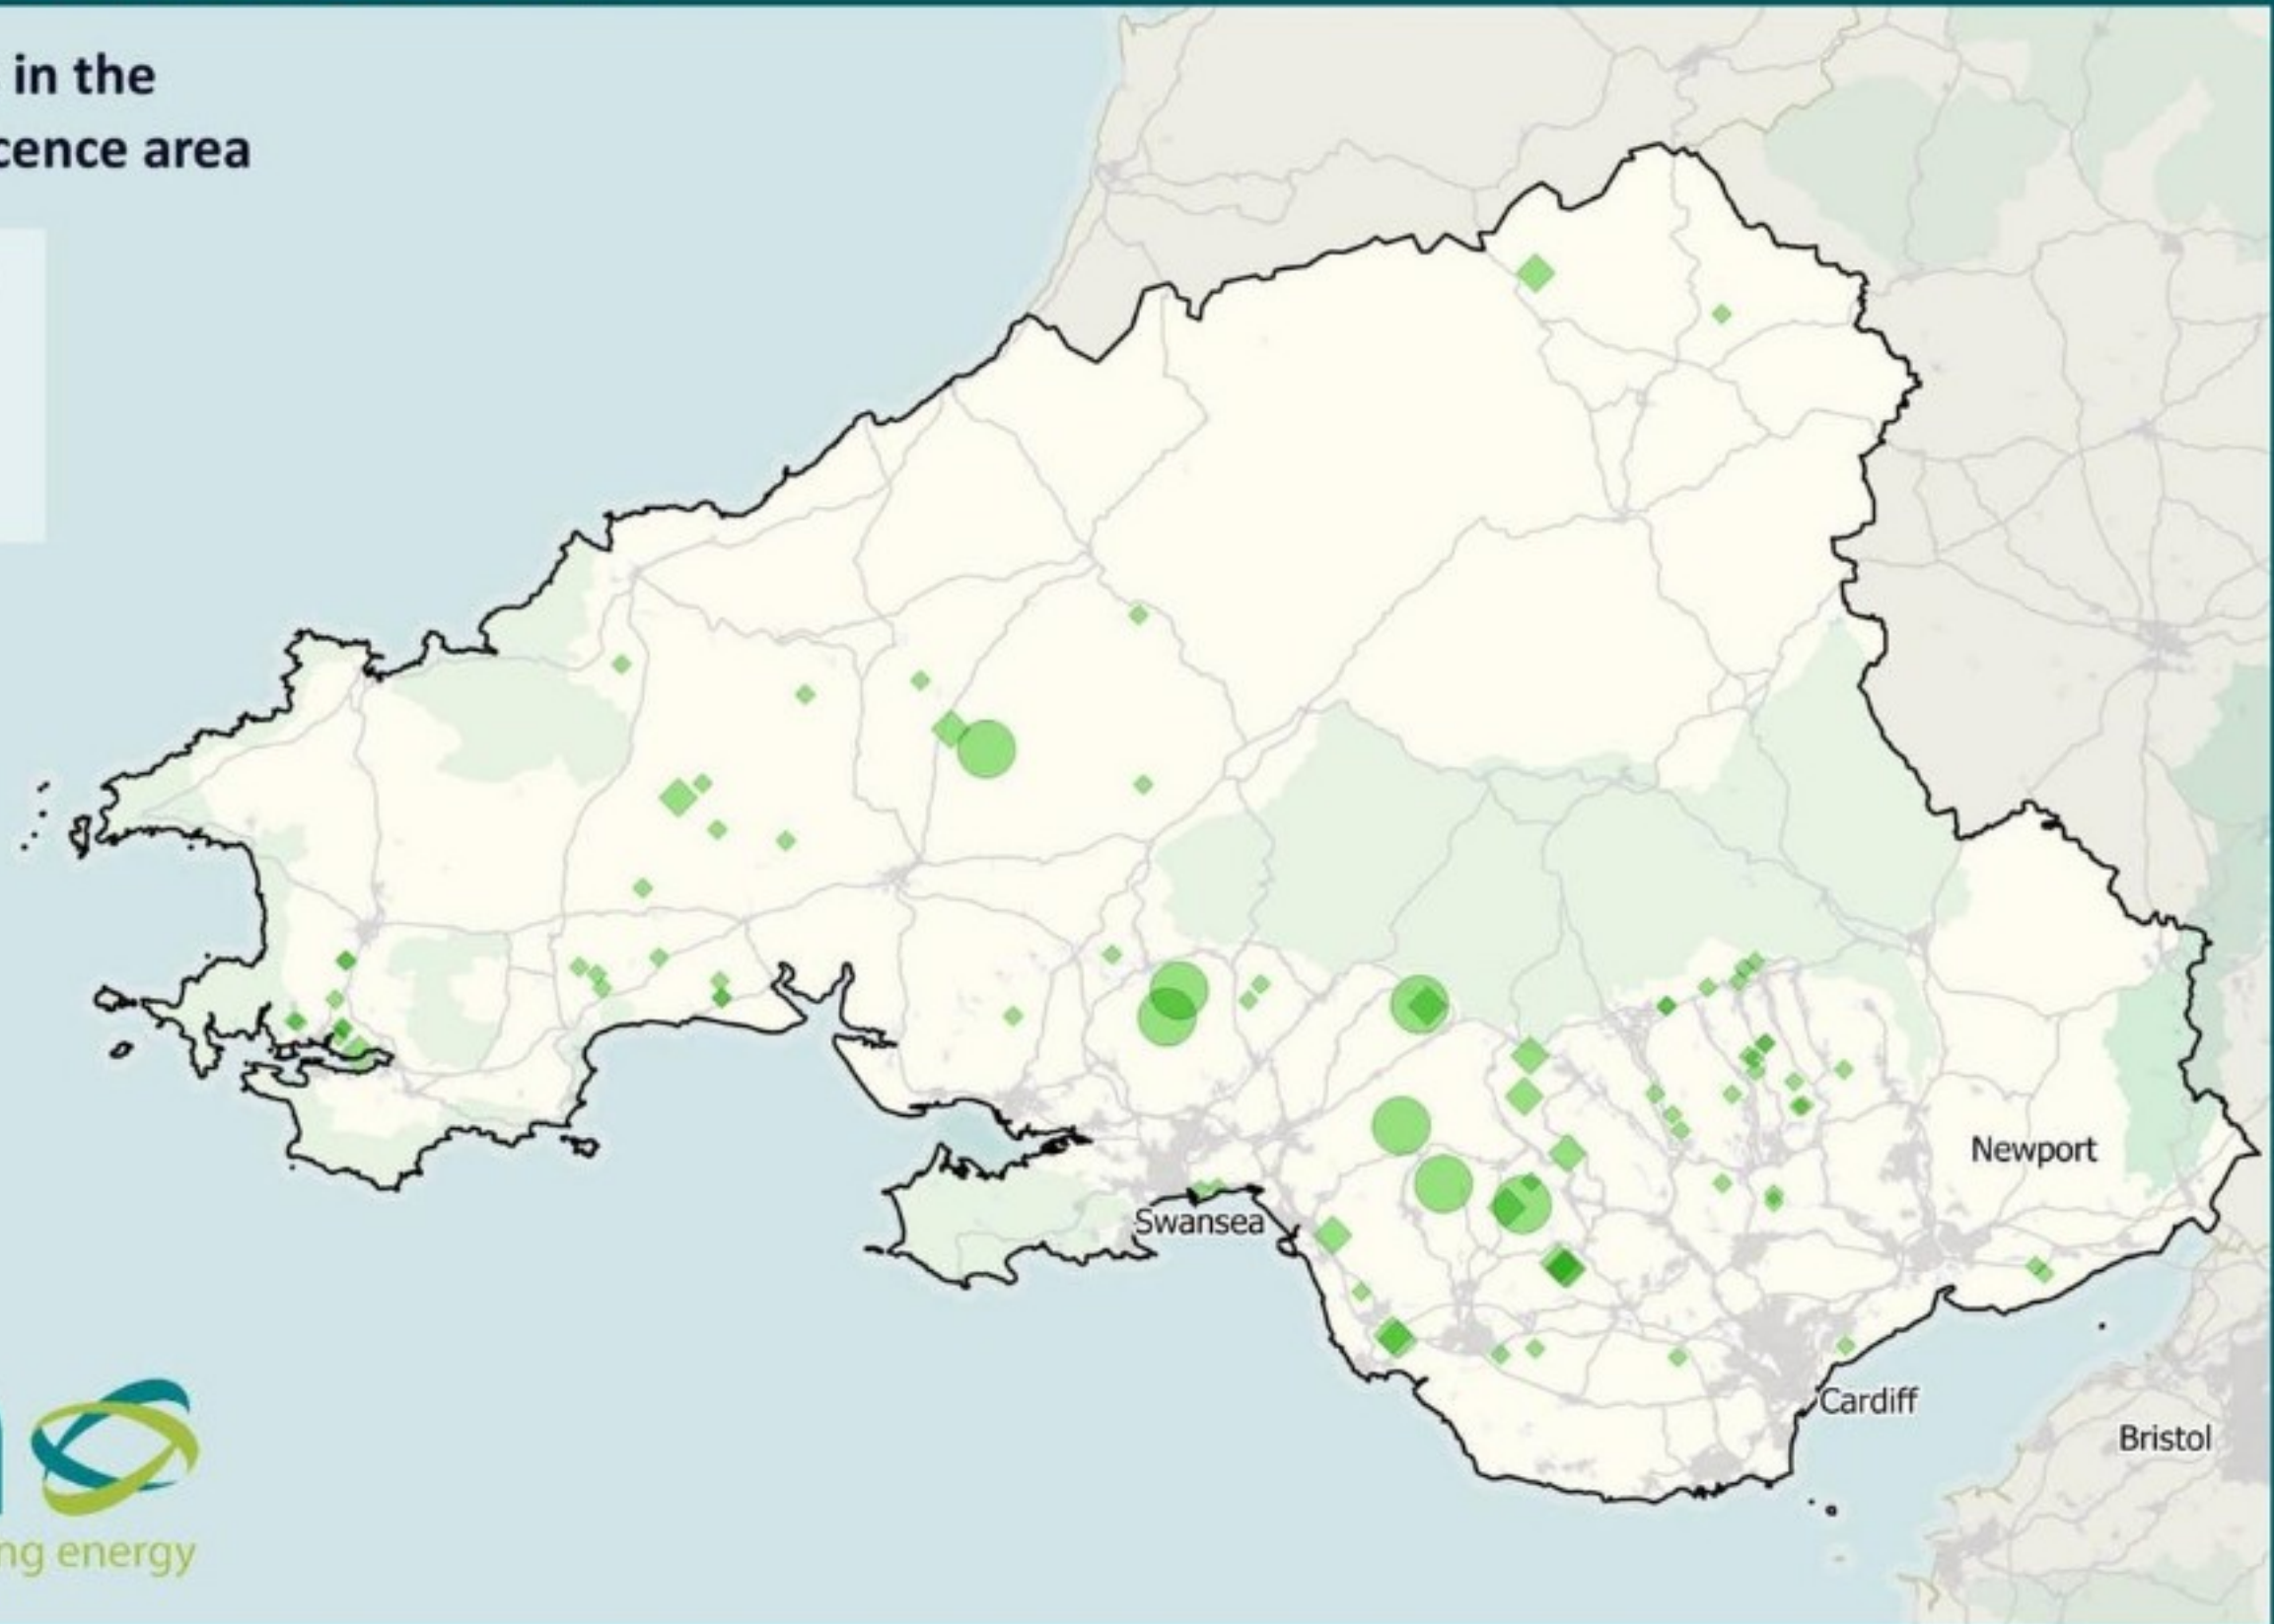 in the
cence area
Newport
Swansea
Cardiff
Bristol
ng energy